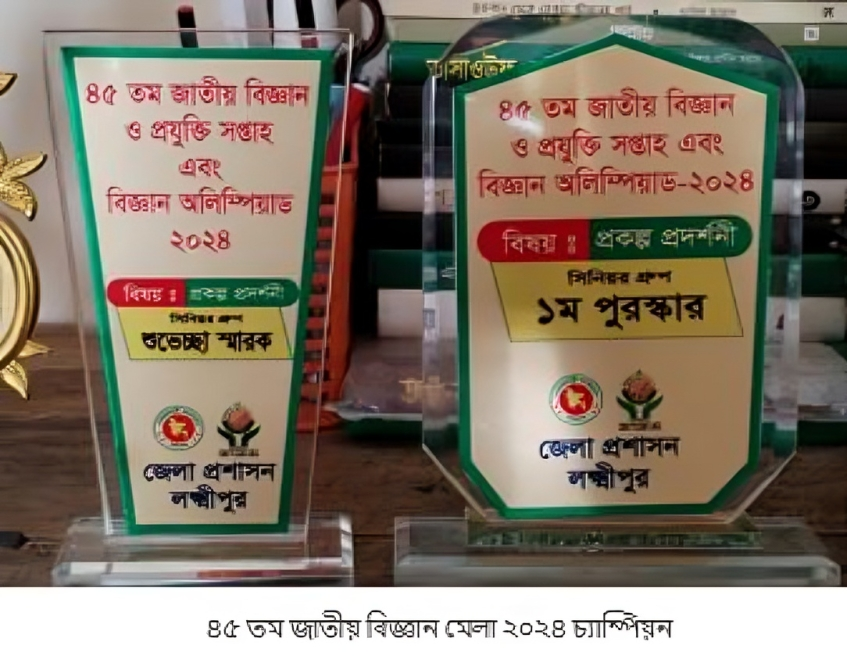 ৪৫ তম জাতীয় বিজ্ঞান
ও প্রযুক্তি সপ্তাহ
এবং
বিজ্ঞান অলিম্পিয়াড
২০২৪
বিষয় : প্রকল্প প্রদর্শনী
সিনিয়র গ্রুপ
শুভেচ্ছা স্মারক
জেলা প্রশাসন
লক্ষ্মীপুর
৪৫ তম জাতীয় বিজ্ঞান
ও প্রযুক্তি সপ্তাহ এবং
বিজ্ঞান অলিম্পিয়াড-২০২৪
বিষয় : প্রকল্প প্রদর্শনী
সিনিয়র গ্রুপ
১ম পুরস্কার
জেলা প্রশাসন
লক্ষ্মীপুর
৪৫ তম জাতীয় বিজ্ঞান মেলা ২০২৪ চ্যাম্পিয়ন